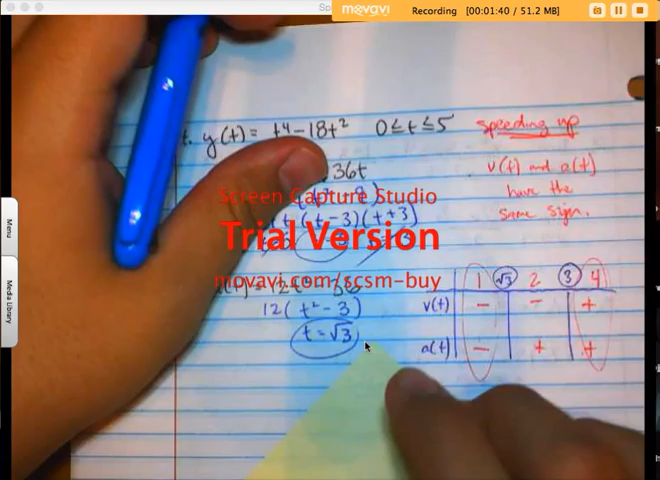 Sp
movavi Recording [00:01:40 / 51.2 MB]
y(t) = t⁴ - 18t² 0 ≤ t ≤ 5 speeding up
36t v(t) and a(t)
Screen Capture Studio have the
(t-3)(t+3) same sign.
Trial Version
movavi.com/scsm-buy
Menu
Media Library
1 √3 2 3 4
12(t² - 3) v(t) - - +
t = √3
a(t) - + +